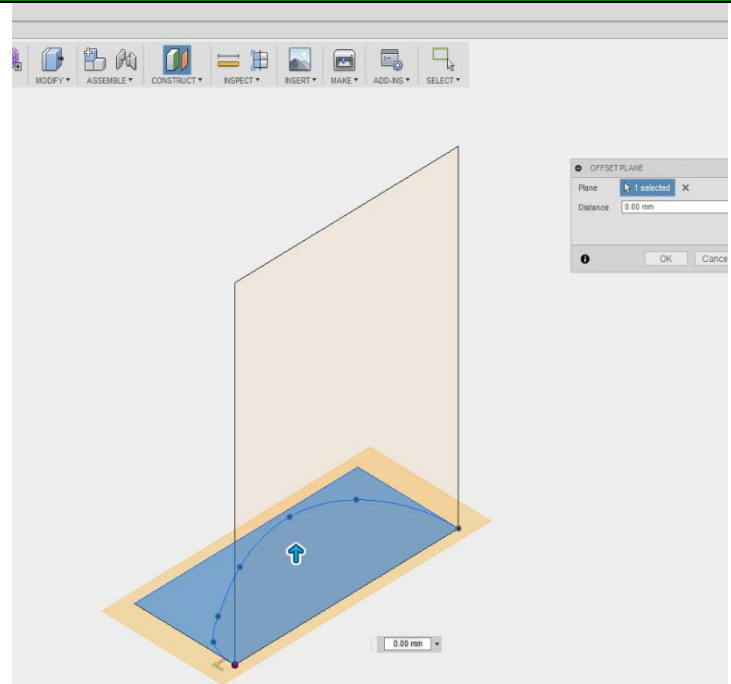 MODIFY ▾ ASSEMBLE ▾ CONSTRUCT ▾ INSPECT ▾ INSERT ▾ MAKE ▾ ADD-INS ▾ SELECT ▾
OFFSET PLANE
Plane 1 selected
Distance 0.00 mm
OK Cance
0.00 mm